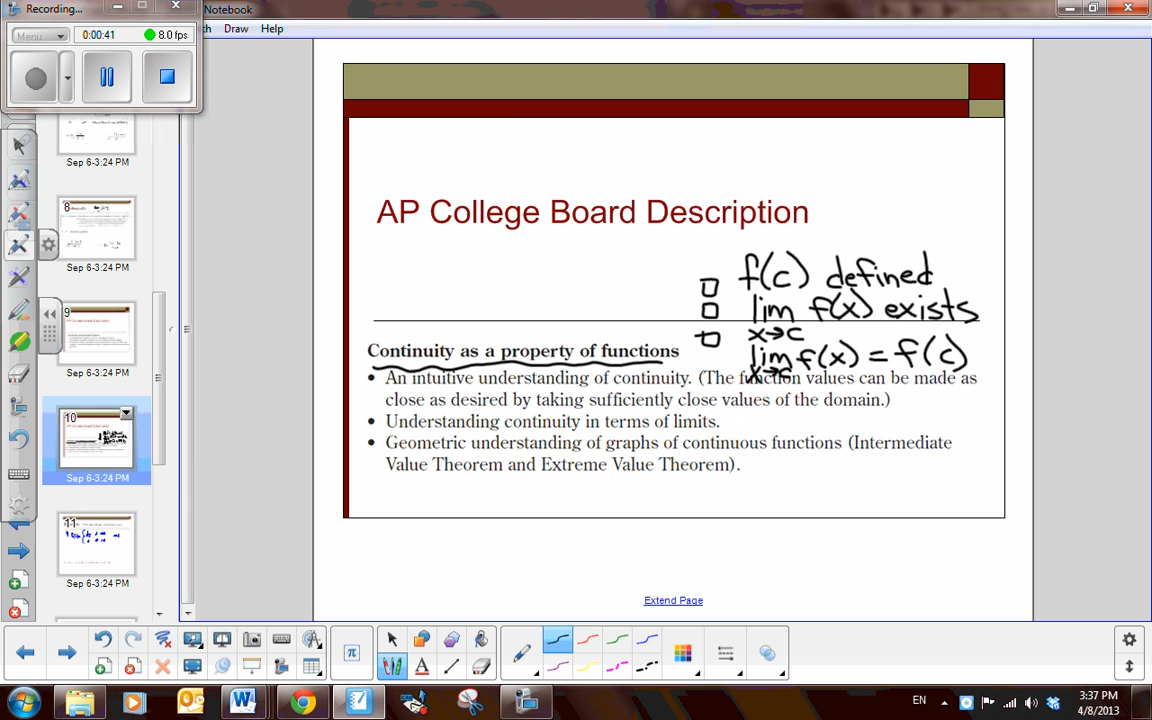 Recording...
Notebook
Menu
0:00:41
8.0 fps
Draw
Help
Sep 6-3:24 PM
8
Sep 6-3:24 PM
9
Sep 6-3:24 PM
10
Sep 6-3:24 PM
11
Sep 6-3:24 PM
AP College Board Description
f(c) defined
lim f(x) exists
x→c
lim f(x) = f(c)
x→c
Continuity as a property of functions
• An intuitive understanding of continuity. (The function values can be made as
close as desired by taking sufficiently close values of the domain.)
• Understanding continuity in terms of limits.
• Geometric understanding of graphs of continuous functions (Intermediate
Value Theorem and Extreme Value Theorem).
Extend Page
π
A
EN
3:37 PM
4/8/2013